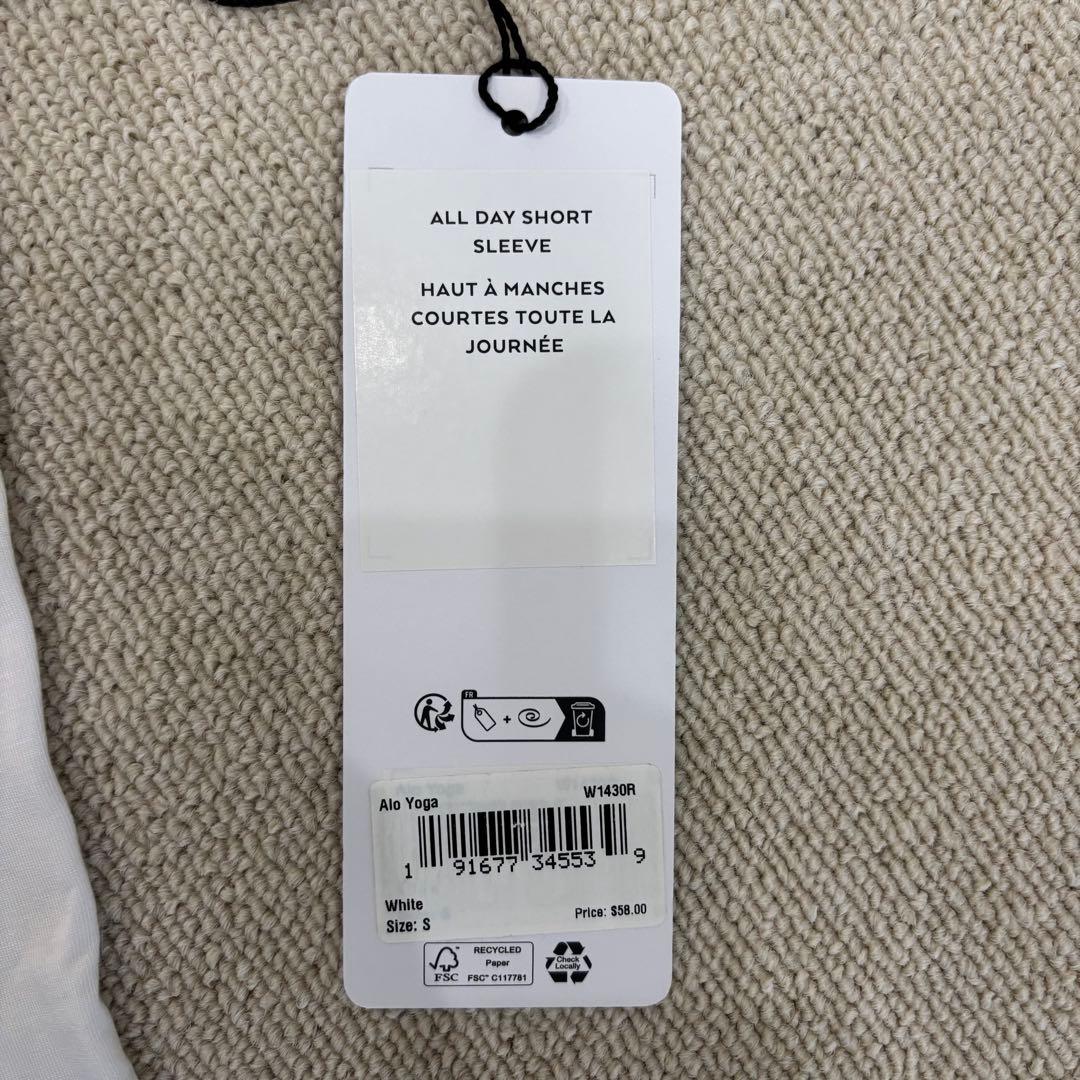 ALL DAY SHORT
SLEEVE
HAUT À MANCHES
COURTES TOUTE LA
JOURNÉE
FR
+
Alo Yoga W1430R
1 91677 34553 9
White
Size: S Price: $58.00
FSC™ RECYCLED
Paper
FSC® C117781
Check
Locally